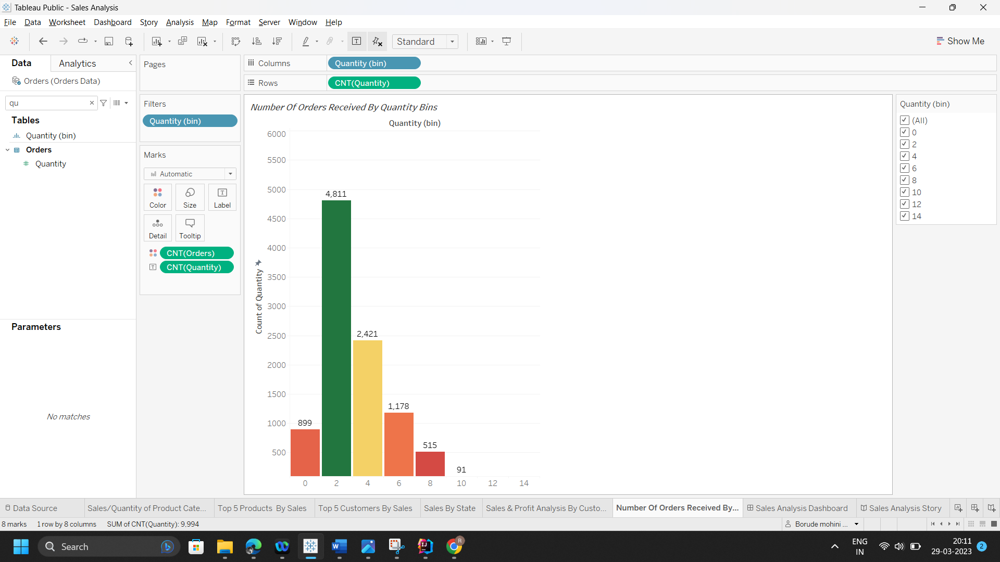 Tableau Public - Sales Analysis
File Data Worksheet Dashboard Story Analysis Map Format Server Window Help
Standard
Show Me
Data Analytics
Orders (Orders Data)
qu
Tables
Quantity (bin)
Orders
Quantity
Parameters
No matches
Pages
Filters
Quantity (bin)
Marks
Automatic
Color Size Label
Detail Tooltip
CNT(Orders)
CNT(Quantity)
Columns Quantity (bin)
Rows CNT(Quantity)
Number Of Orders Received By Quantity Bins
Quantity (bin)
6000
5500
5000
4500
4000
3500
3000
2500
2000
1500
1000
500
Count of Quantity
899
4,811
2,421
1,178
515
91
0 2 4 6 8 10 12 14
Quantity (bin)
(All)
0
2
4
6
8
10
12
14
Data Source Sales/Quantity of Product Cate... Top 5 Products By Sales Top 5 Customers By Sales Sales By State Sales & Profit Analysis By Custo... Number Of Orders Received By... Sales Analysis Dashboard Sales Analysis Story
8 marks 1 row by 8 columns SUM of CNT(Quantity): 9,994 Borude mohini ...
Search
R
ENG
IN
20:11
29-03-2023
2